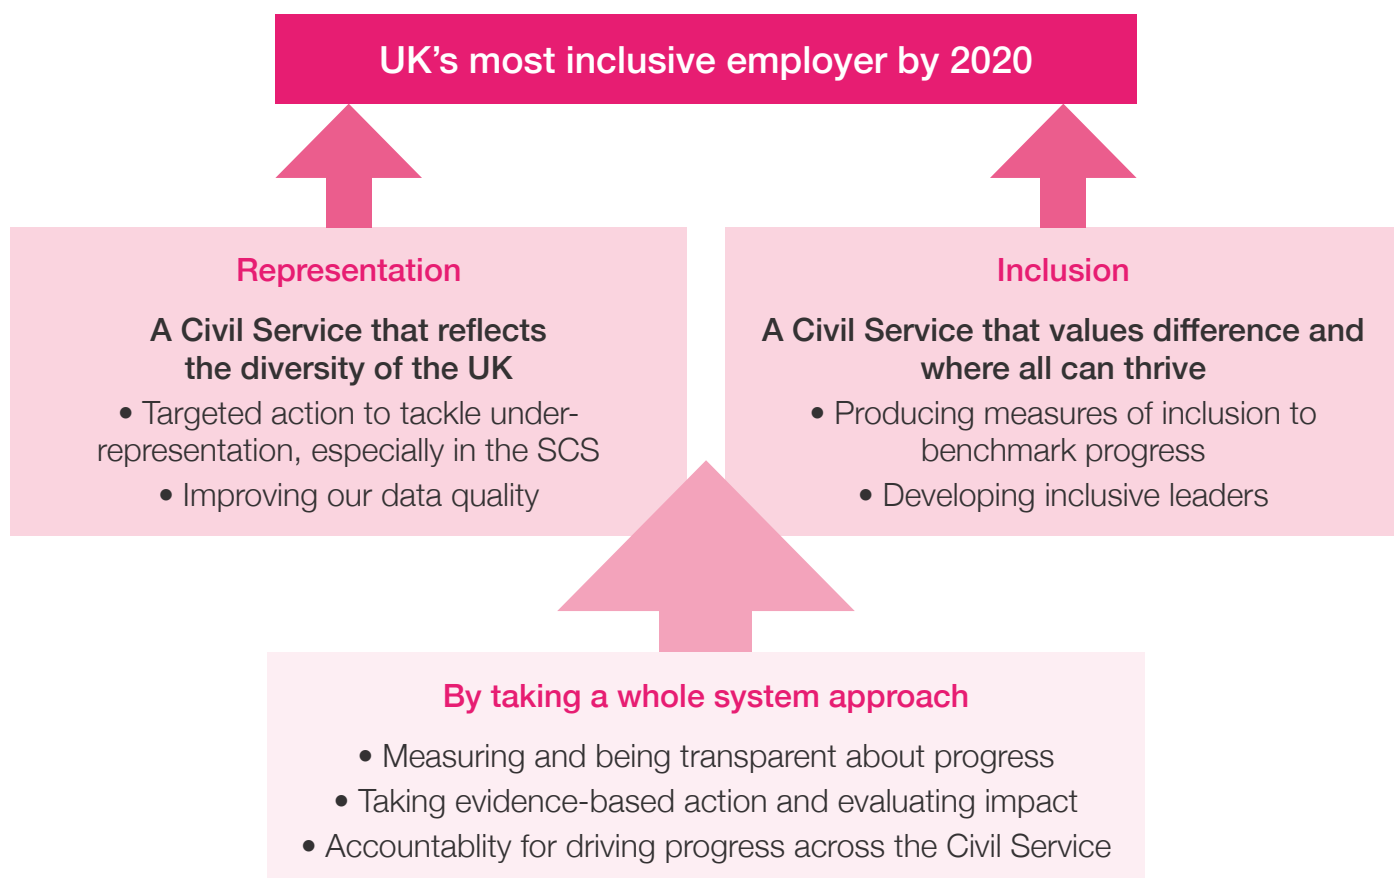 UK’s most inclusive employer by 2020
Representation
A Civil Service that reflects
the diversity of the UK
• Targeted action to tackle under-
representation, especially in the SCS
• Improving our data quality
Inclusion
A Civil Service that values difference and
where all can thrive
• Producing measures of inclusion to
benchmark progress
• Developing inclusive leaders
By taking a whole system approach
• Measuring and being transparent about progress
• Taking evidence-based action and evaluating impact
• Accountablity for driving progress across the Civil Service